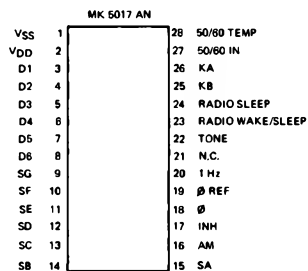 MK 5017 AN
VSS 1 28 50/60 TEMP
VDD 2 27 50/60 IN
D1 3 26 KA
D2 4 25 KB
D3 5 24 RADIO SLEEP
D4 6 23 RADIO WAKE/SLEEP
D5 7 22 TONE
D6 8 21 N.C.
SG 9 20 1 Hz
SF 10 19 Ø REF
SE 11 18 Ø
SD 12 17 INH
SC 13 16 AM
SB 14 15 SA